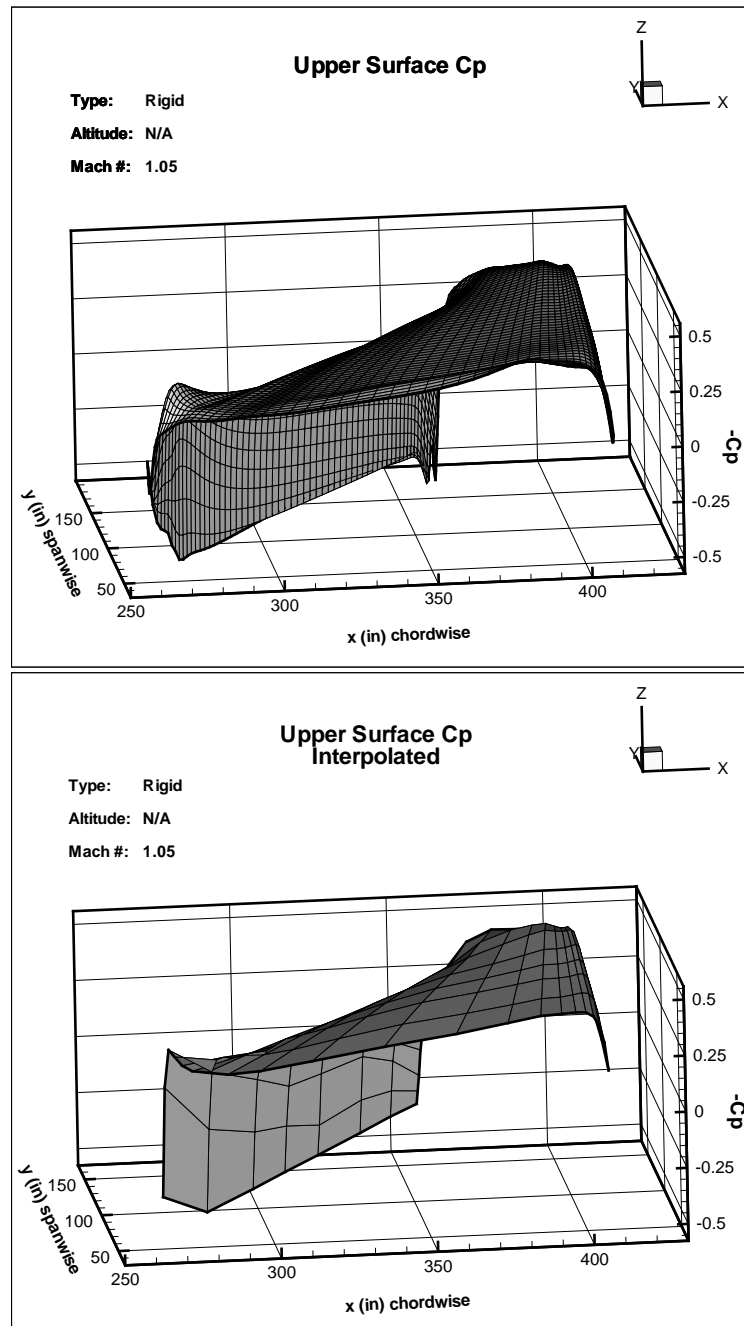 Z
Upper Surface Cp
Y
X
Type: Rigid
Altitude: N/A
Mach #: 1.05
0.5
0.25
0
-0.25
-0.5
-Cp
150
100
50
y (in) spanwise
250
300
350
400
x (in) chordwise
Z
Upper Surface Cp
Interpolated
Y
X
Type: Rigid
Altitude: N/A
Mach #: 1.05
0.5
0.25
0
-0.25
-0.5
-Cp
150
100
50
y (in) spanwise
250
300
350
400
x (in) chordwise